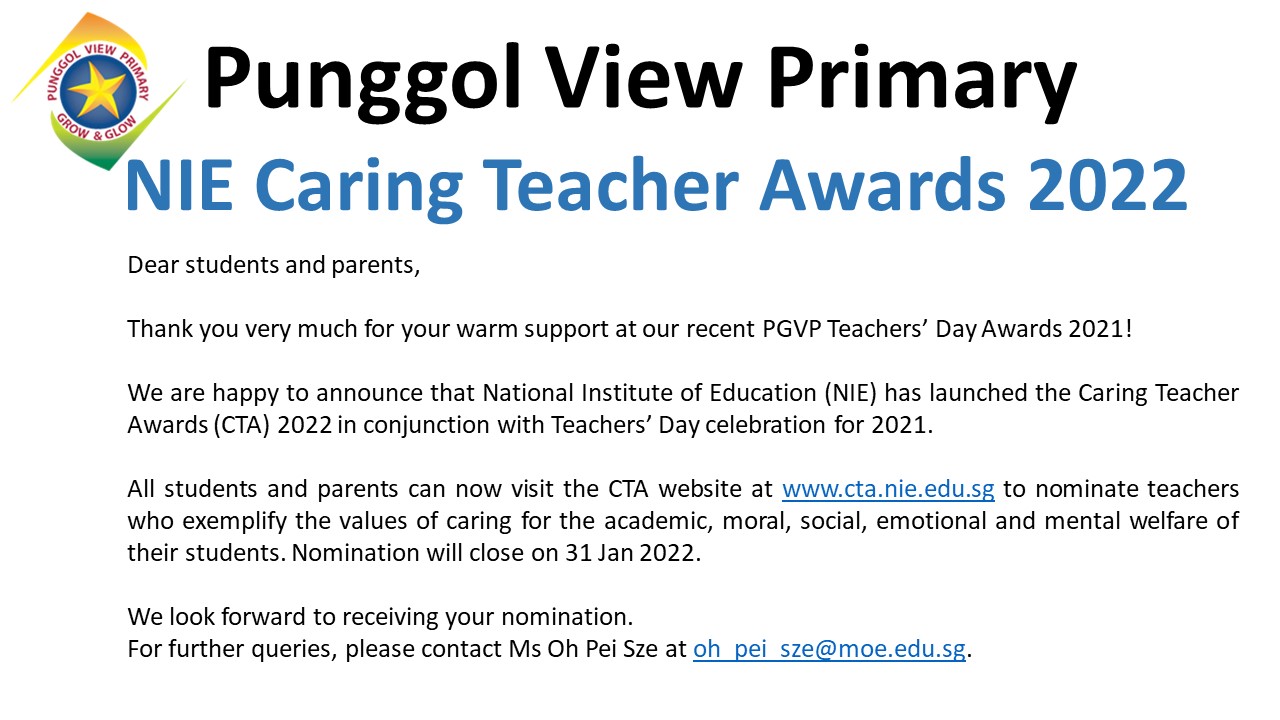 PUNGGOL VIEW PRIMARY
GROW & GLOW
Punggol View Primary
NIE Caring Teacher Awards 2022
Dear students and parents,
Thank you very much for your warm support at our recent PGVP Teachers’ Day Awards 2021!
We are happy to announce that National Institute of Education (NIE) has launched the Caring Teacher
Awards (CTA) 2022 in conjunction with Teachers’ Day celebration for 2021.
All students and parents can now visit the CTA website at www.cta.nie.edu.sg to nominate teachers
who exemplify the values of caring for the academic, moral, social, emotional and mental welfare of
their students. Nomination will close on 31 Jan 2022.
We look forward to receiving your nomination.
For further queries, please contact Ms Oh Pei Sze at oh_pei_sze@moe.edu.sg.